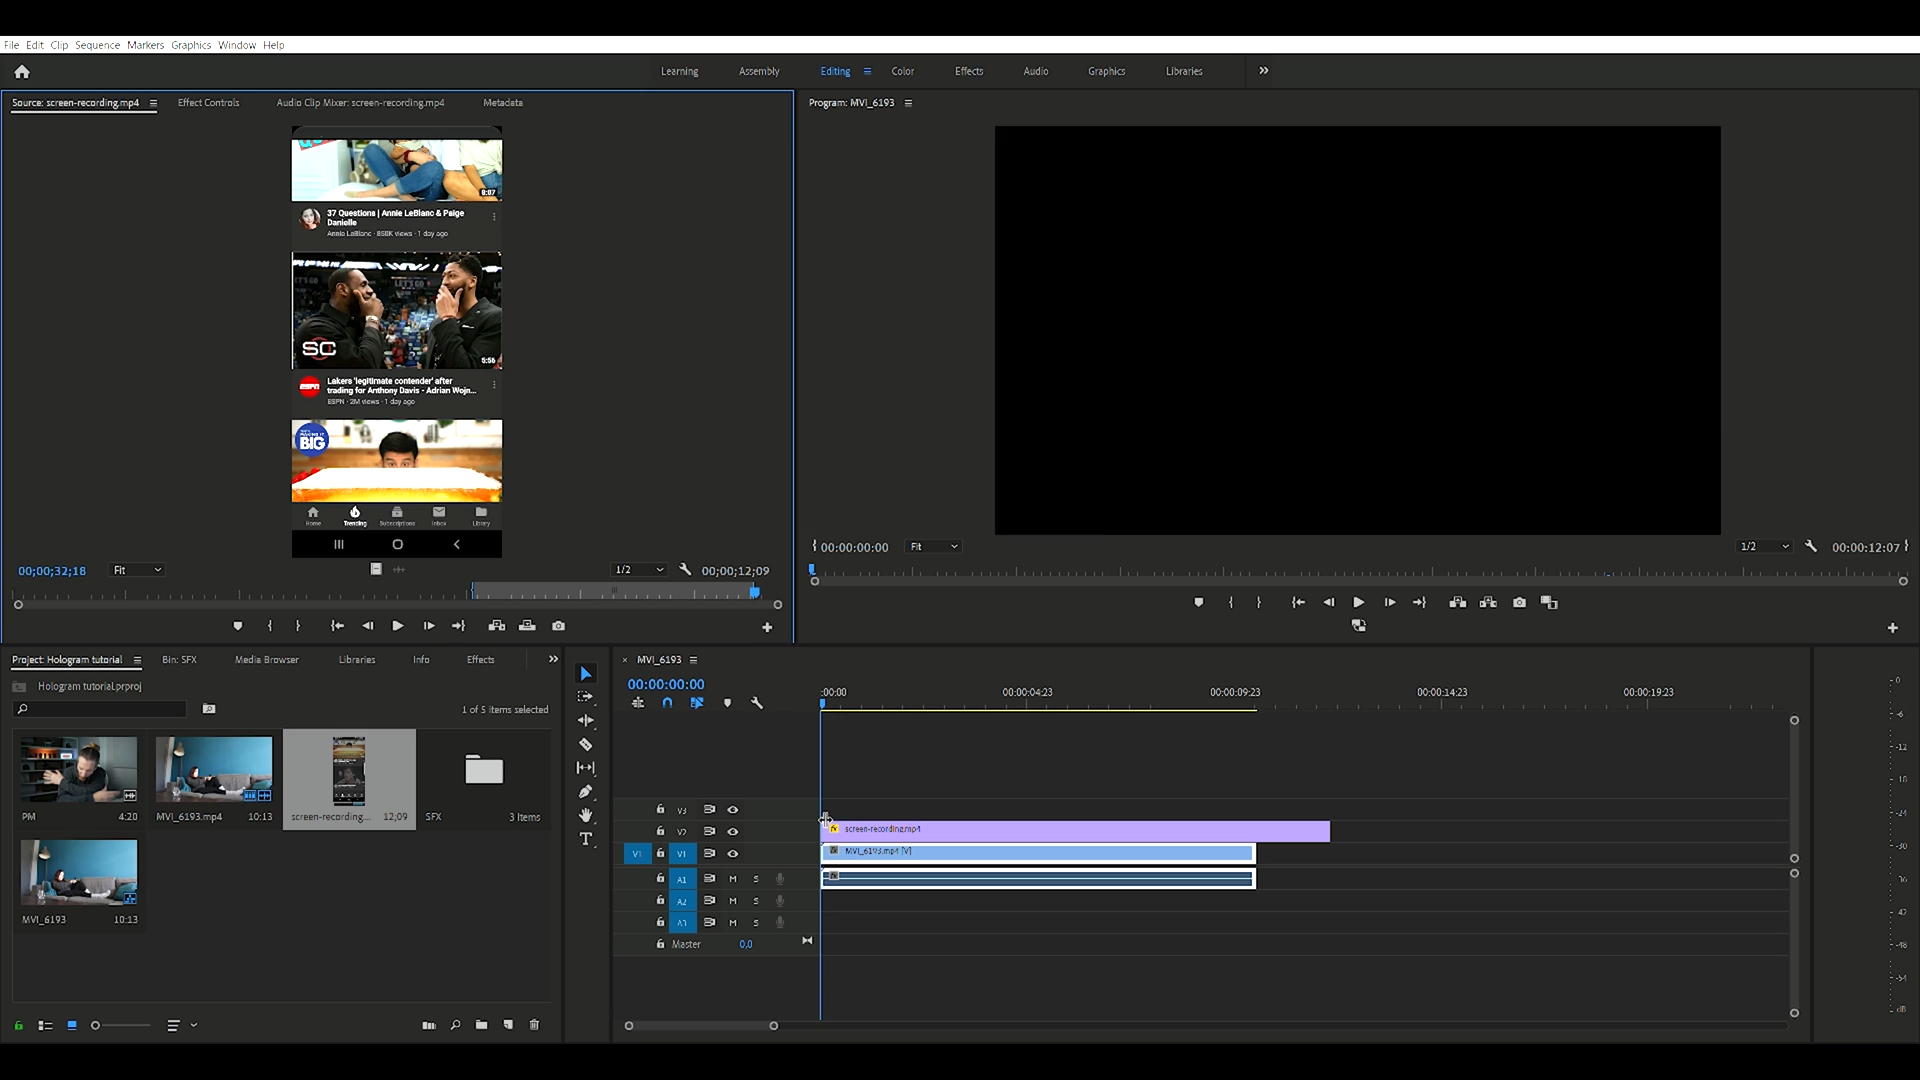 File Edit Clip Sequence Markers Graphics Window Help
Learning Assembly Editing Color Effects Audio Graphics Libraries
Source: screen-recording.mp4 Effect Controls Audio Clip Mixer: screen-recording.mp4 Metadata
Program: MVI_6193
8:07
37 Questions | Annie LeBlanc & Paige
Danielle
Annie LeBlanc · 858K views · 1 day ago
LET'S GO
SC
5:56
ESPN
Lakers 'legitimate contender' after
trading for Anthony Davis - Adrian Wojn...
ESPN · 2M views · 1 day ago
BIG
Home Trending Subscriptions Inbox Library
00;00;32;18 Fit 1/2 00;00;12;09
00:00:00:00 Fit 1/2 00:00:12:07
Project: Hologram tutorial Bin: SFX Media Browser Libraries Info Effects
Hologram tutorial.prproj
1 of 5 items selected
PM 4:20
MVI_6193.mp4 10:13
screen-recording... 12;09
SFX 3 Items
MVI_6193 10:13
× MVI_6193
00:00:00:00
:00:00 00:00:04:23 00:00:09:23 00:00:14:23 00:00:19:23
V3
V2 fx screen-recording.mp4
V1 V1 fx MVI_6193.mp4 [V]
A1 M S fx
A2 M S
A3 M S
Master 0.0
0
-6
-12
-18
-30
-36
-42
-48
-54
dB